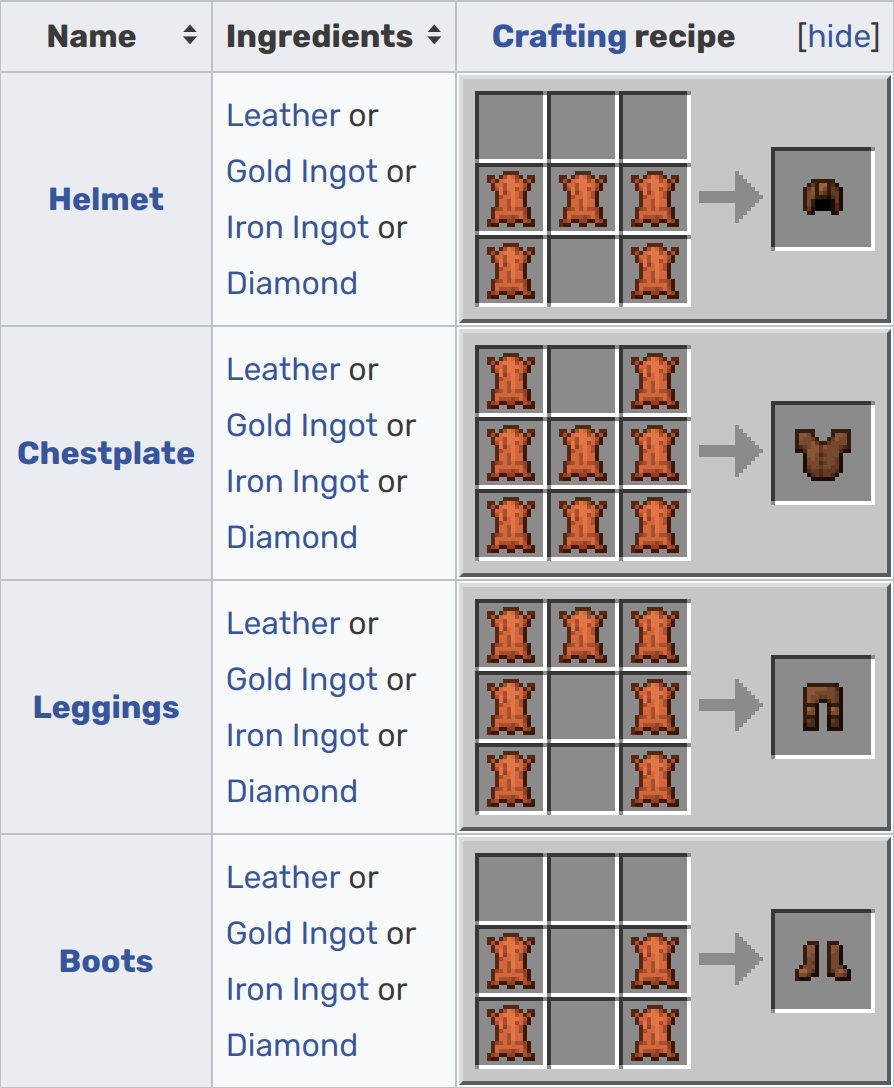 Name Ingredients Crafting recipe [hide]
Helmet
Leather or
Gold Ingot or
Iron Ingot or
Diamond
Chestplate
Leather or
Gold Ingot or
Iron Ingot or
Diamond
Leggings
Leather or
Gold Ingot or
Iron Ingot or
Diamond
Boots
Leather or
Gold Ingot or
Iron Ingot or
Diamond